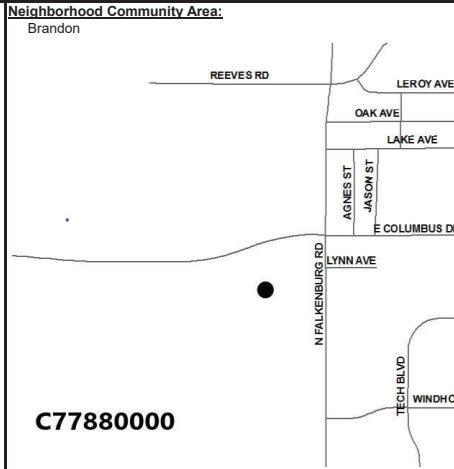 Neighborhood Community Area:
Brandon
REEVES RD
LEROY AVE
OAK AVE
LAKE AVE
AGNES ST
JASON ST
E COLUMBUS
N FALKENBURG RD
LYNN AVE
TECH BLVD
C77880000